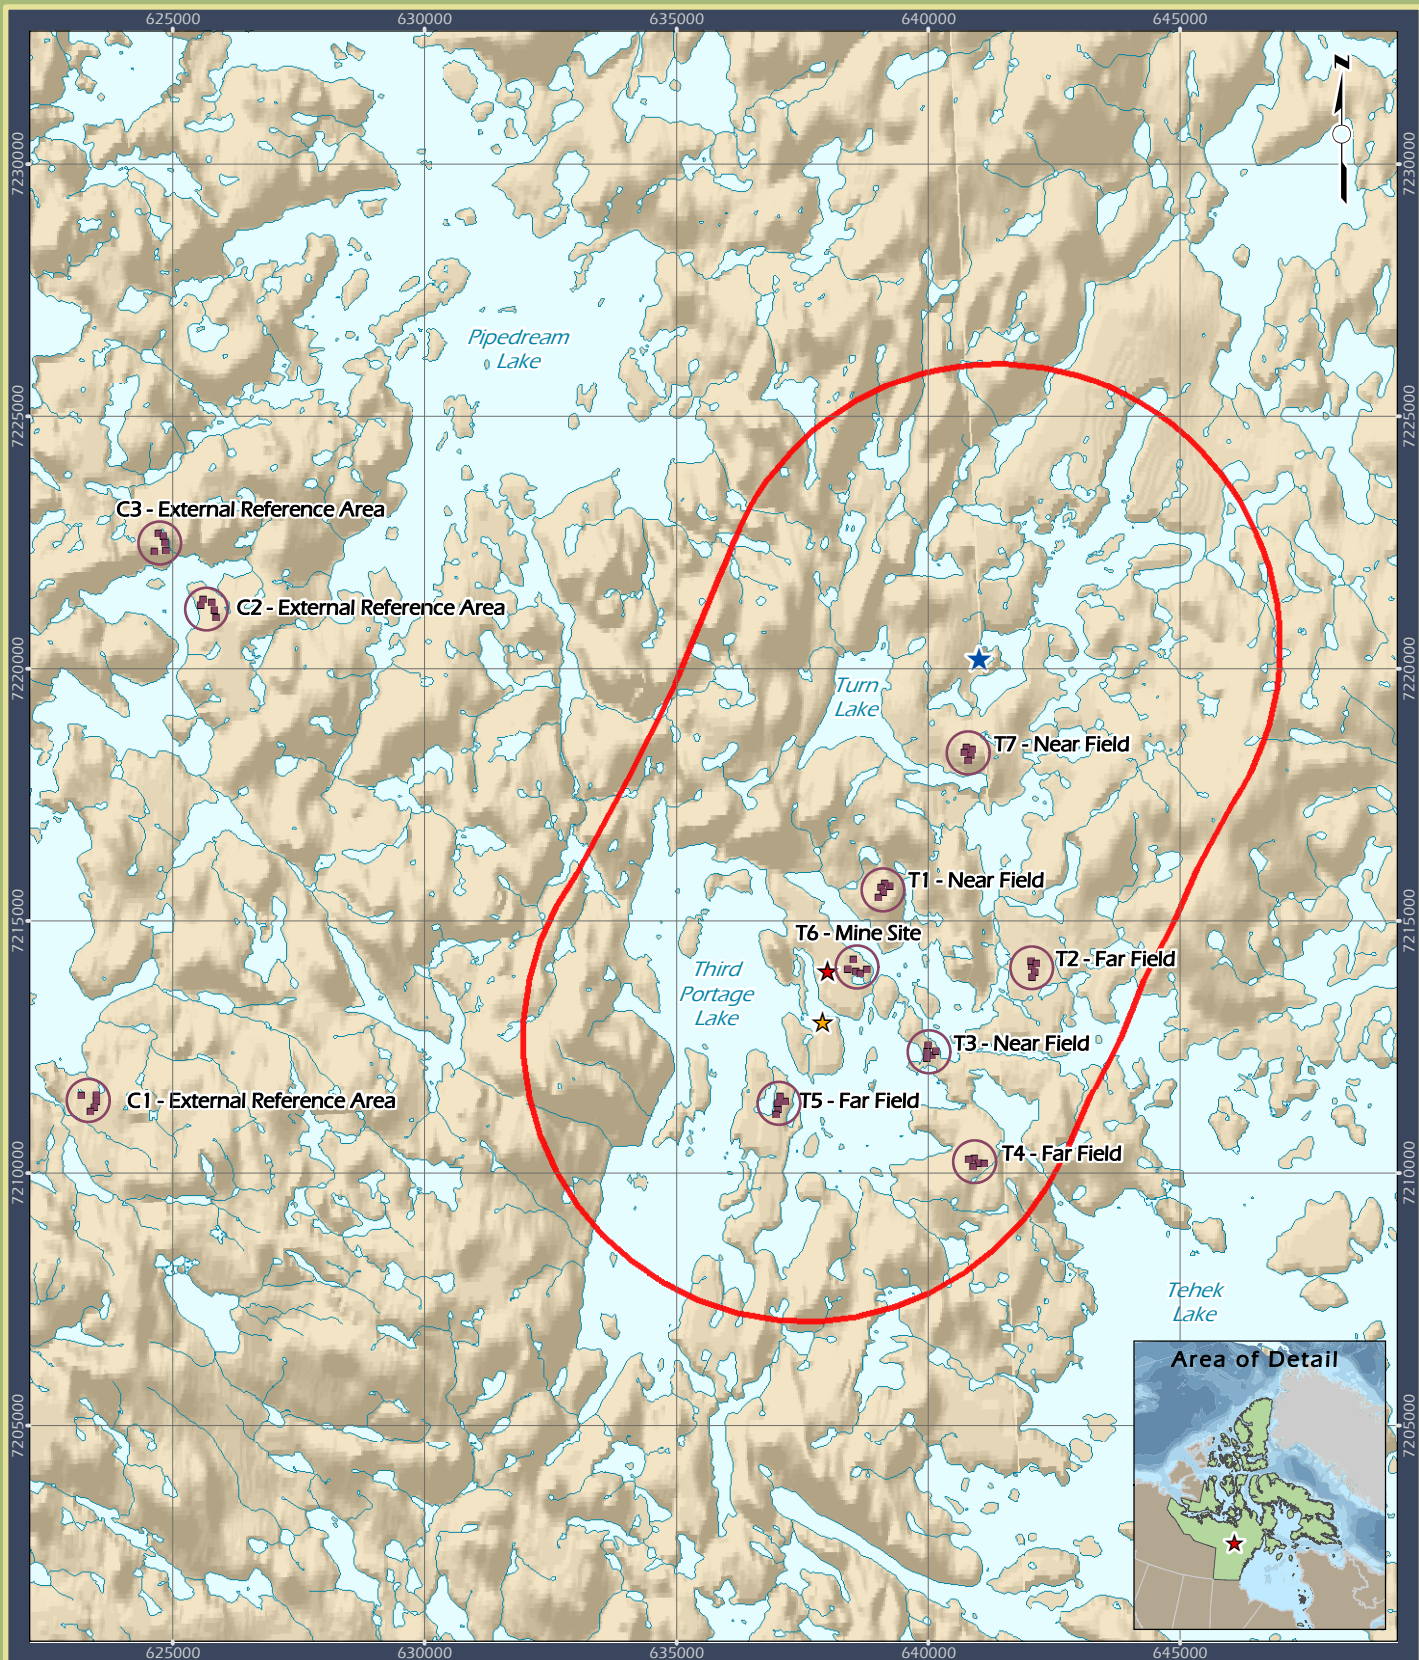 625000
630000
635000
640000
645000
N
7230000
7230000
Pipedream
Lake
7225000
7225000
C3 - External Reference Area
C2 - External Reference Area
7220000
7220000
Turn
Lake
T7 - Near Field
T1 - Near Field
7215000
7215000
T6 - Mine Site
T2 - Far Field
Third
Portage
Lake
T3 - Near Field
C1 - External Reference Area
T5 - Far Field
T4 - Far Field
7210000
7210000
Tehek
Lake
Area of Detail
7205000
7205000
625000
630000
635000
640000
645000